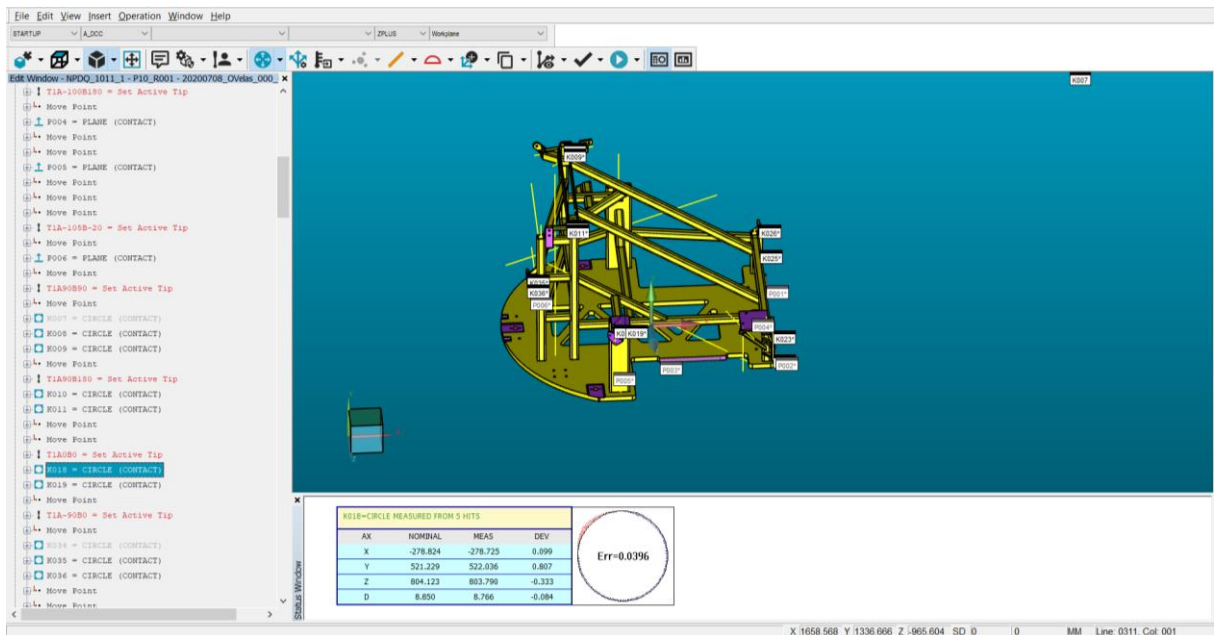 File Edit View Insert Operation Window Help
STARTUP A_DCC ZPLUS Workplane
Edit Window - NPDQ_1011_1 - P10_R001 - 20200708_OVelas_000_
T1A-100B180 = Set Active Tip
Move Point
P004 = PLANE (CONTACT)
Move Point
Move Point
P005 = PLANE (CONTACT)
Move Point
Move Point
Move Point
T1A-105B-20 = Set Active Tip
Move Point
P006 = PLANE (CONTACT)
Move Point
T1A90B90 = Set Active Tip
Move Point
K007 = CIRCLE (CONTACT)
K008 = CIRCLE (CONTACT)
K009 = CIRCLE (CONTACT)
Move Point
T1A90B180 = Set Active Tip
K010 = CIRCLE (CONTACT)
K011 = CIRCLE (CONTACT)
Move Point
Move Point
T1A0B0 = Set Active Tip
K018 = CIRCLE (CONTACT)
K019 = CIRCLE (CONTACT)
Move Point
T1A-90B0 = Set Active Tip
Move Point
K034 = CIRCLE (CONTACT)
K035 = CIRCLE (CONTACT)
K036 = CIRCLE (CONTACT)
Move Point
Move Point
K007
K009*
K011*
K026*
K025*
K036*
P006*
P001*
K0 K019*
P004*
K023*
P003*
P002*
P005*
Status Window
K018=CIRCLE MEASURED FROM 5 HITS
AX NOMINAL MEAS DEV
X -278.824 -278.725 0.099
Y 521.229 522.036 0.807
Z 804.123 803.790 -0.333
D 8.850 8.766 -0.084
Err=0.0396
X 1658.568 Y 1336.666 Z -965.604 SD 0 0 MM Line: 0311, Col: 001